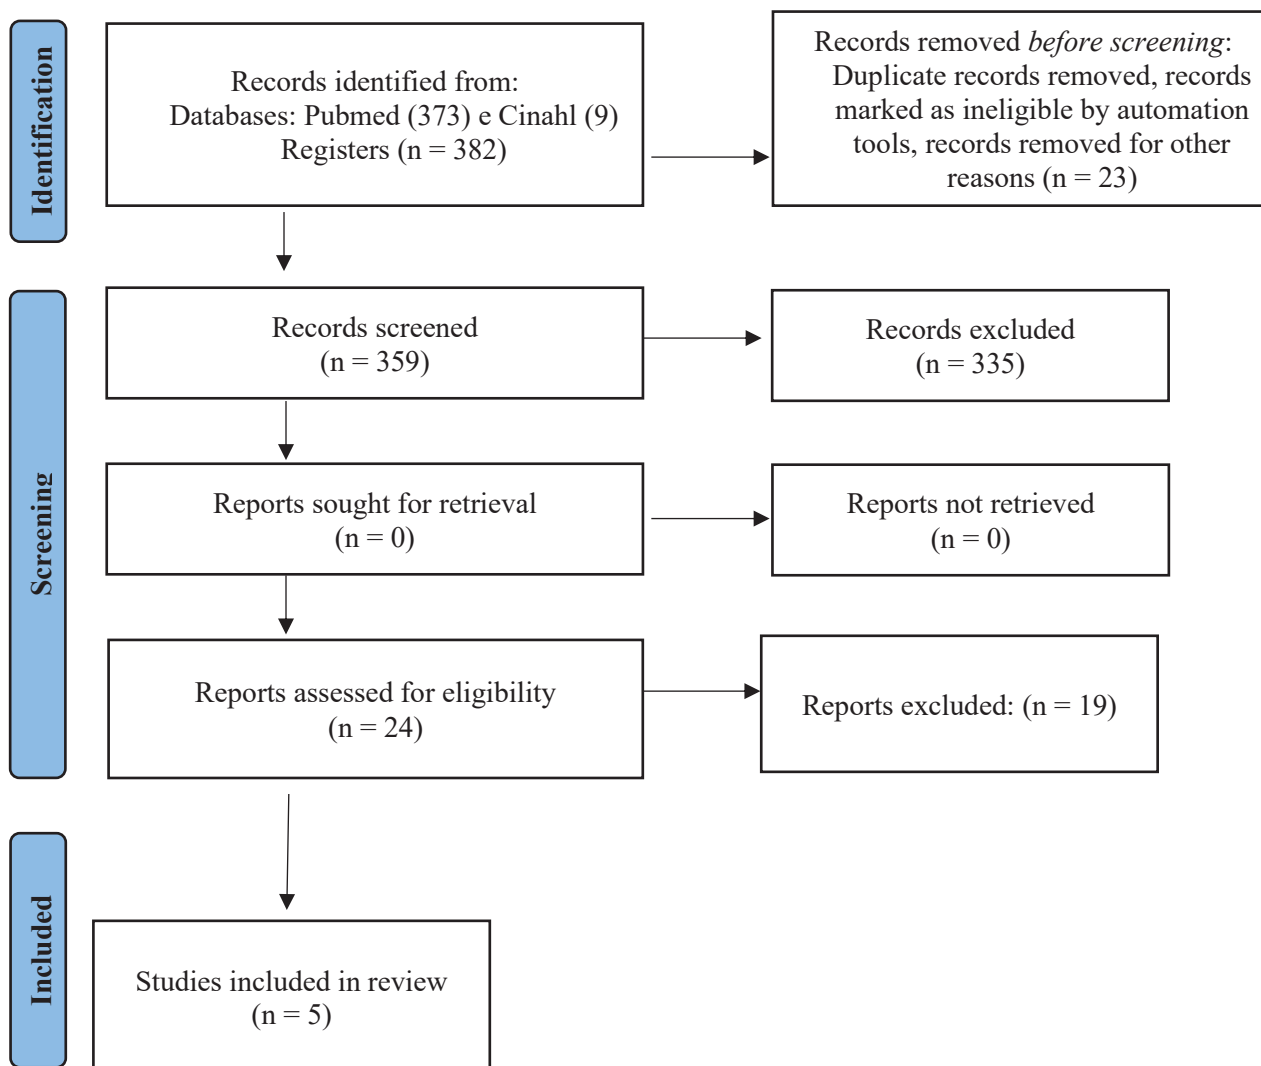 Identification
Records identified from:
Databases: Pubmed (373) e Cinahl (9)
Registers (n = 382)
Records removed before screening:
Duplicate records removed, records
marked as ineligible by automation
tools, records removed for other
reasons (n = 23)
Screening
Records screened
(n = 359)
Records excluded
(n = 335)
Reports sought for retrieval
(n = 0)
Reports not retrieved
(n = 0)
Reports assessed for eligibility
(n = 24)
Reports excluded: (n = 19)
Included
Studies included in review
(n = 5)